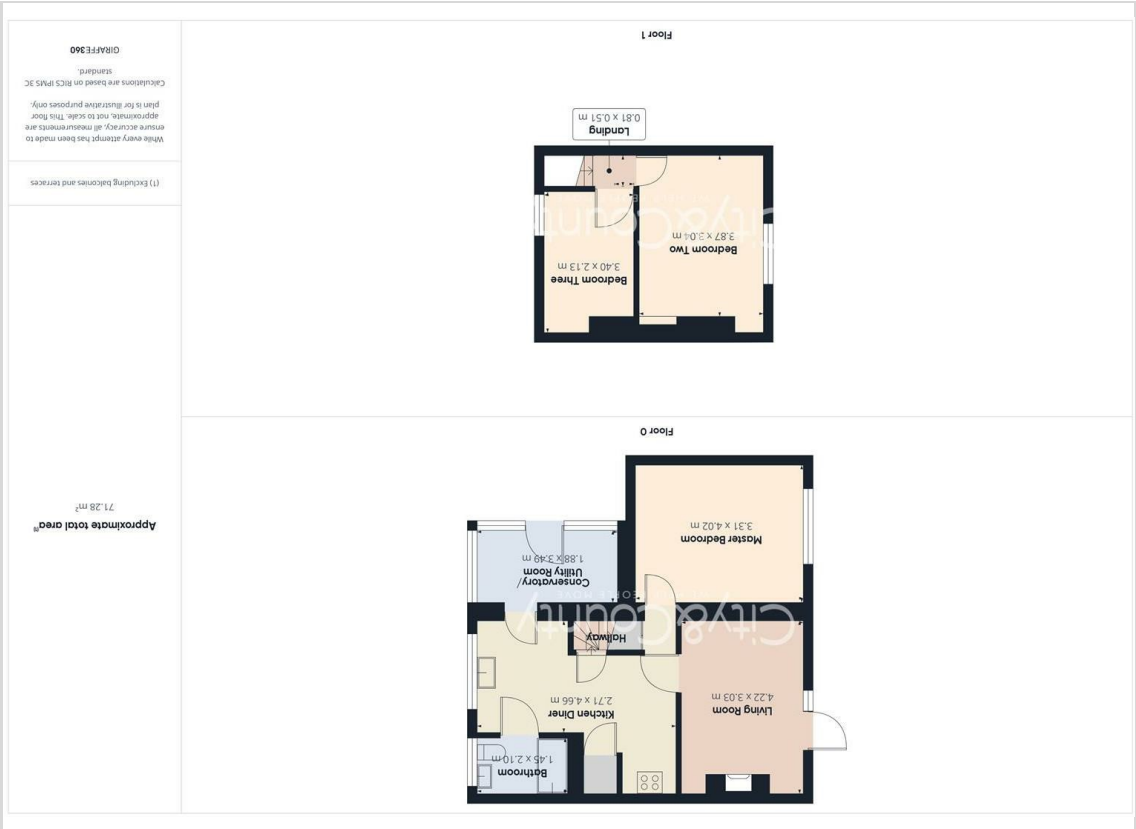 Floor 0
Living Room
4.22 x 3.03 m
Kitchen Diner
2.71 x 4.66 m
Bathroom
1.45 x 2.10 m
Hallway
Master Bedroom
3.31 x 4.02 m
Conservatory/
Utility Room
1.88 x 3.49 m
City&County
Floor 1
Bedroom Two
3.87 x 3.04 m
Bedroom Three
3.40 x 2.13 m
Landing
0.81 x 0.51 m
City&County
Approximate total area(1)
71.28 m²
(1) Excluding balconies and terraces
While every attempt has been made to
ensure accuracy, all measurements are
approximate, not to scale. This floor
plan is for illustrative purposes only.
Calculations are based on RICS IPMS 3C
standard.
GIRAFFE360